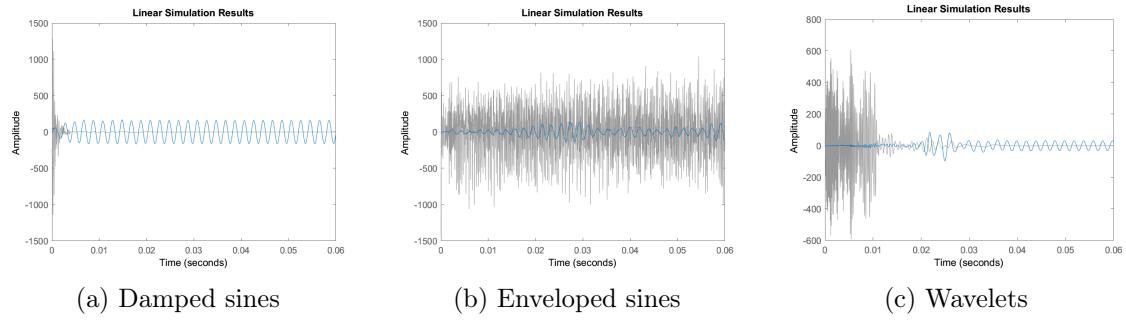 Linear Simulation Results
1500
1000
500
0
-500
-1000
-1500
Amplitude
0 0.01 0.02 0.03 0.04 0.05 0.06
Time (seconds)
(a) Damped sines
Linear Simulation Results
1500
1000
500
0
-500
-1000
-1500
Amplitude
0 0.01 0.02 0.03 0.04 0.05 0.06
Time (seconds)
(b) Enveloped sines
Linear Simulation Results
800
600
400
200
0
-200
-400
-600
Amplitude
0 0.01 0.02 0.03 0.04 0.05 0.06
Time (seconds)
(c) Wavelets